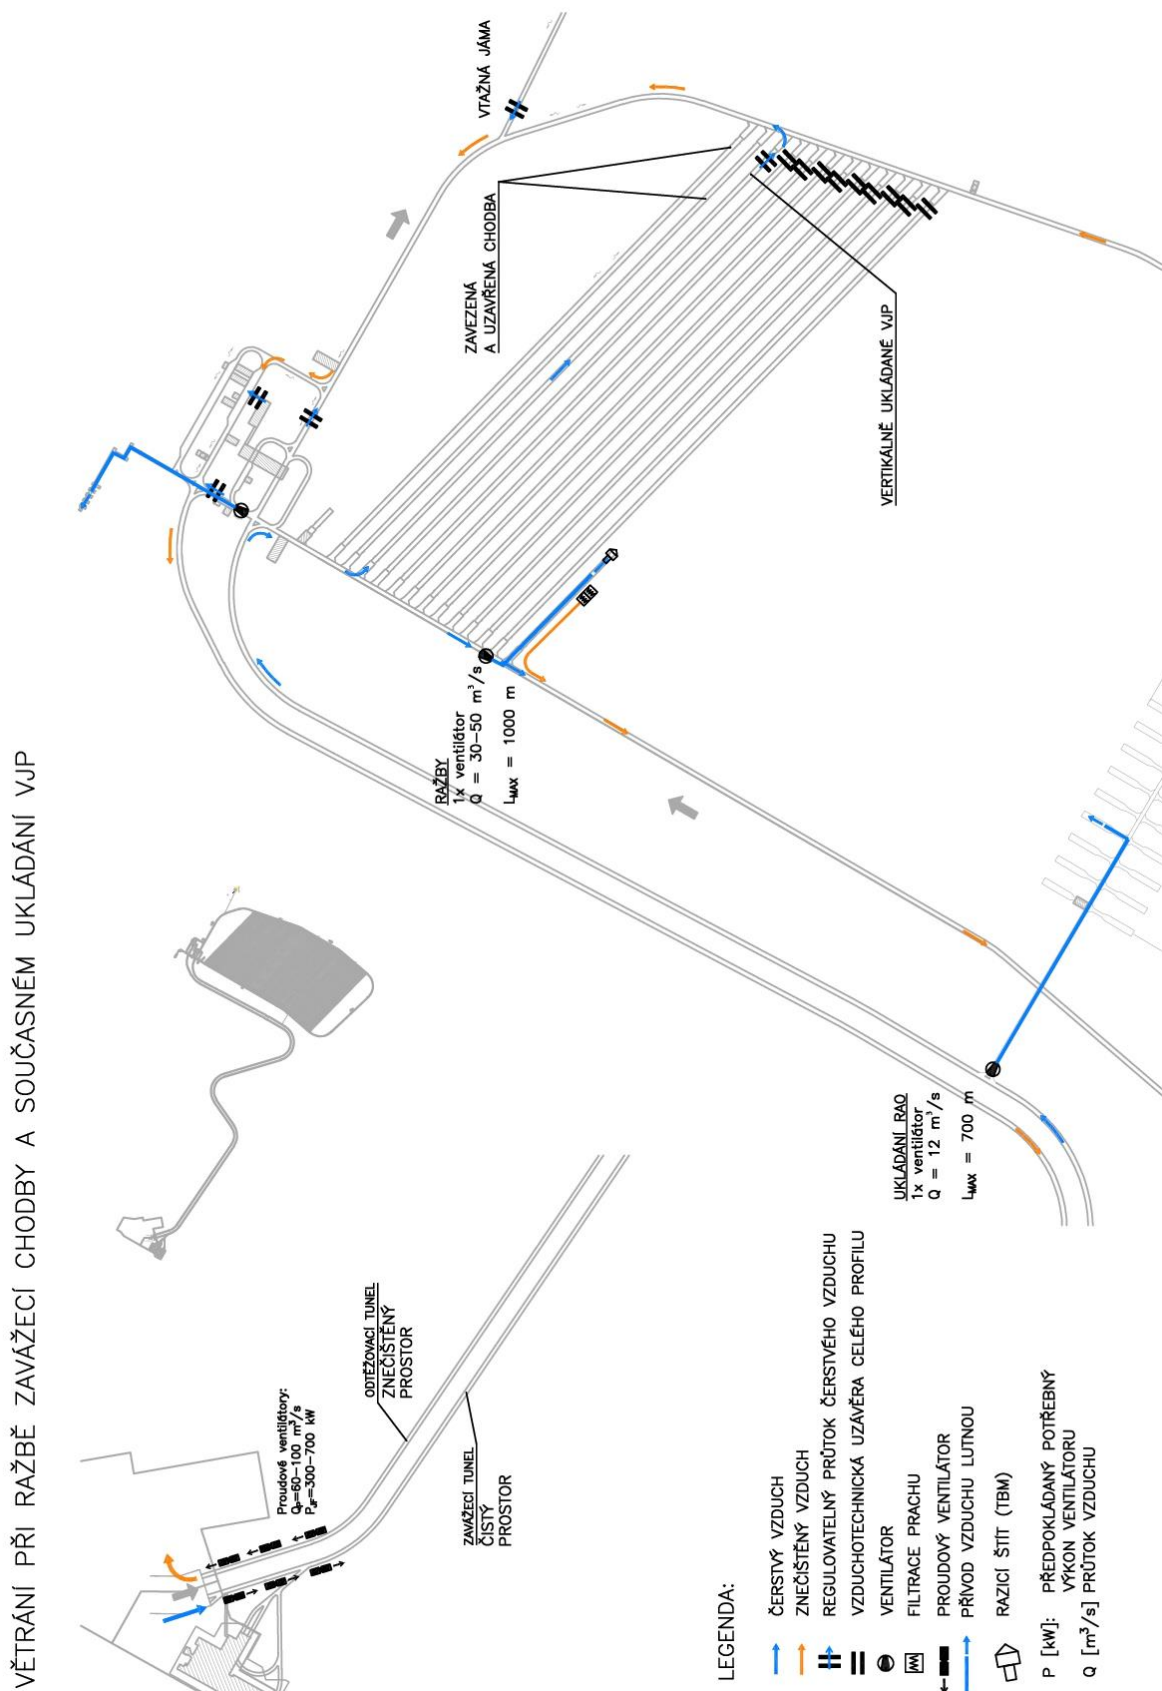 VĚTRÁNÍ PŘI RAŽBĚ ZAVÁŽECÍ CHODBY A SOUČASNÉM UKLÁDÁNÍ VJP
VTAŽNÁ JÁMA
ZAVEZENÁ
A UZAVŘENÁ CHODBA
VERTIKÁLNĚ UKLÁDANÉ VJP
RAŽBY
1x ventilátor
Q = 30-50 m³/s
LMAX = 1000 m
UKLÁDÁNÍ RAO
1x ventilátor
Q = 12 m³/s
LMAX = 700 m
Proudové ventilátory:
Qₚ=60-100 m³/s
PJF=300-700 kW
ODTĚŽOVACÍ TUNEL
ZNEČIŠTĚNÝ
PROSTOR
ZAVÁŽECÍ TUNEL
ČISTÝ
PROSTOR
LEGENDA:
ČERSTVÝ VZDUCH
ZNEČIŠTĚNÝ VZDUCH
REGULOVATELNÝ PRŮTOK ČERSTVÉHO VZDUCHU
VZDUCHOTECHNICKÁ UZÁVĚRA CELÉHO PROFILU
VENTILÁTOR
FILTRACE PRACHU
PROUDOVÝ VENTILÁTOR
PŘÍVOD VZDUCHU LUTNOU
RAZICÍ ŠTÍT (TBM)
P [kW]: PŘEDPOKLÁDANÝ POTŘEBNÝ
VÝKON VENTILÁTORU
Q [m³/s] PRŮTOK VZDUCHU